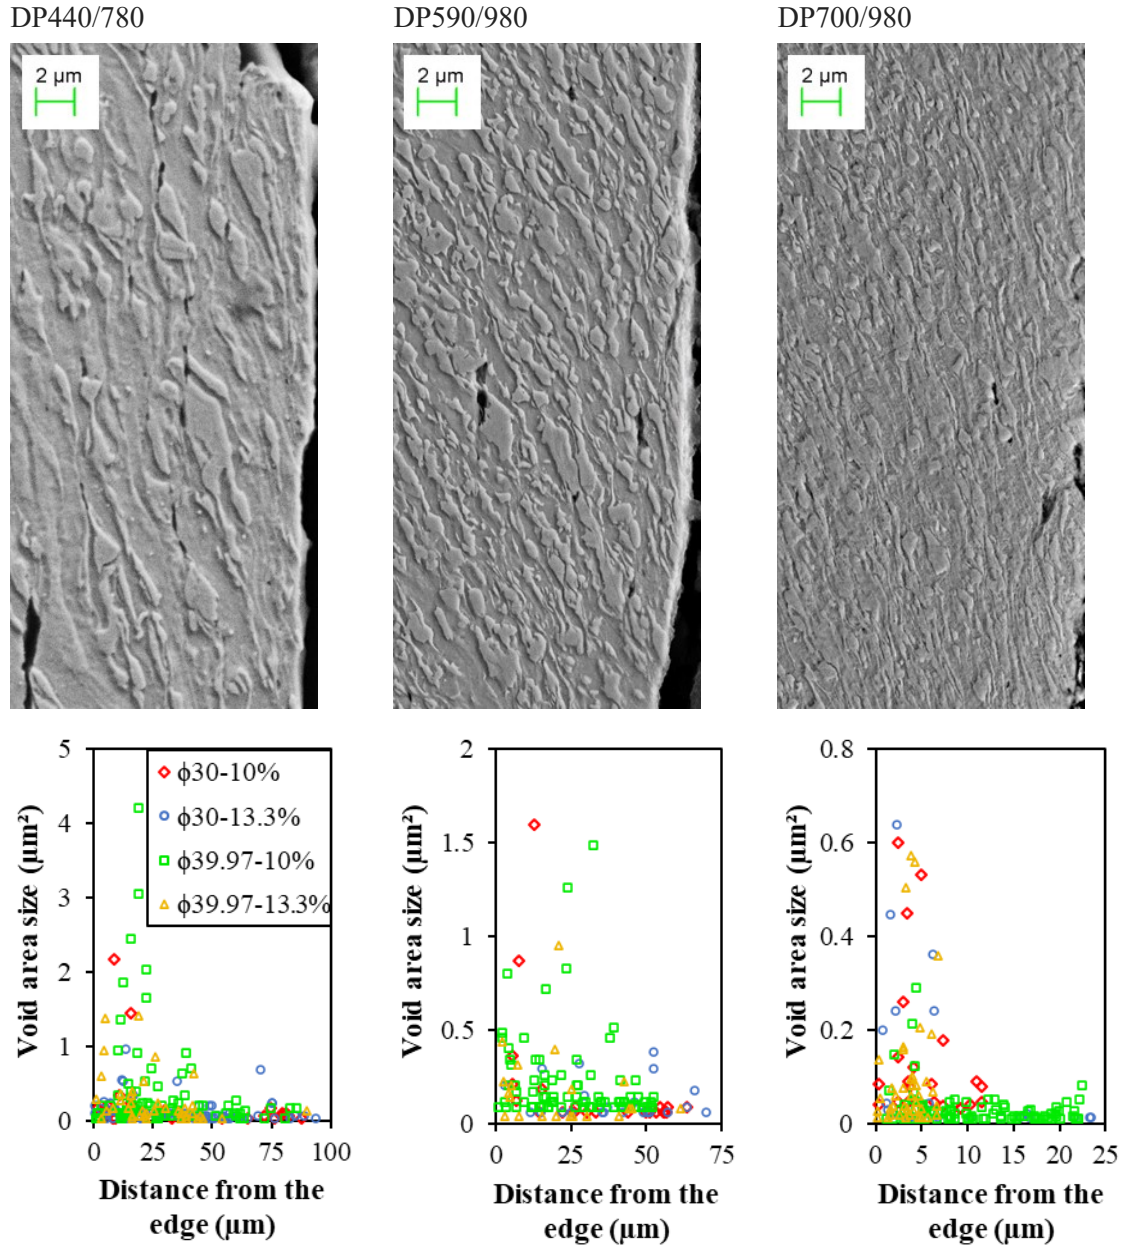 DP440/780
DP590/980
DP700/980
2 µm
2 µm
2 µm
5
4
3
2
1
0
Void area size (µm²)
ϕ30-10%
ϕ30-13.3%
ϕ39.97-10%
ϕ39.97-13.3%
0
25
50
75
100
Distance from the
edge (µm)
2
1.5
1
0.5
0
Void area size (µm²)
0
25
50
75
Distance from the
edge (µm)
0.8
0.6
0.4
0.2
0
Void area size (µm²)
0
5
10
15
20
25
Distance from the
edge (µm)